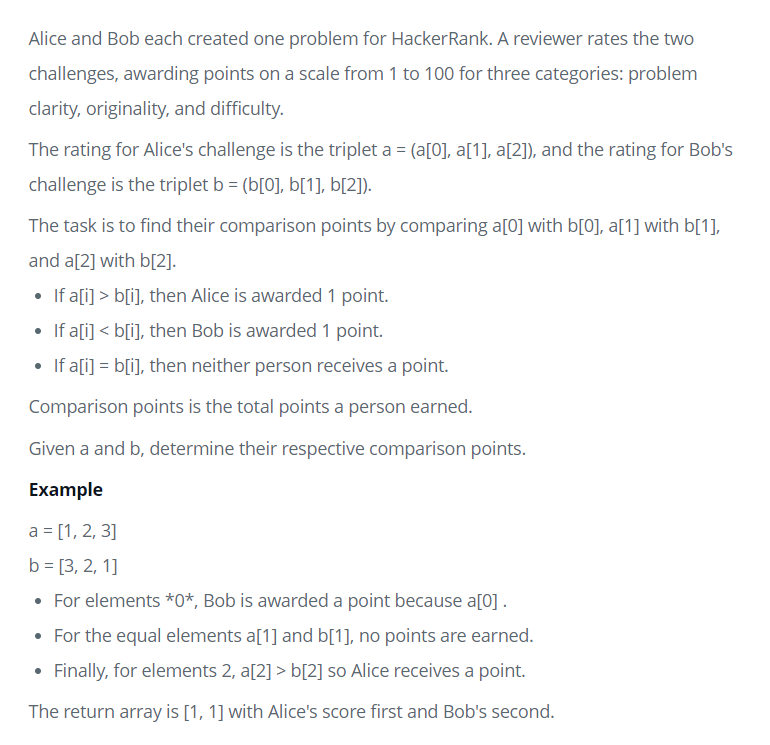 Alice and Bob each created one problem for HackerRank. A reviewer rates the two
challenges, awarding points on a scale from 1 to 100 for three categories: problem
clarity, originality, and difficulty.
The rating for Alice's challenge is the triplet a = (a[0], a[1], a[2]), and the rating for Bob's
challenge is the triplet b = (b[0], b[1], b[2]).
The task is to find their comparison points by comparing a[0] with b[0], a[1] with b[1],
and a[2] with b[2].
• If a[i] > b[i], then Alice is awarded 1 point.
• If a[i] < b[i], then Bob is awarded 1 point.
• If a[i] = b[i], then neither person receives a point.
Comparison points is the total points a person earned.
Given a and b, determine their respective comparison points.
Example
a = [1, 2, 3]
b = [3, 2, 1]
• For elements *0*, Bob is awarded a point because a[0] .
• For the equal elements a[1] and b[1], no points are earned.
• Finally, for elements 2, a[2] > b[2] so Alice receives a point.
The return array is [1, 1] with Alice's score first and Bob's second.